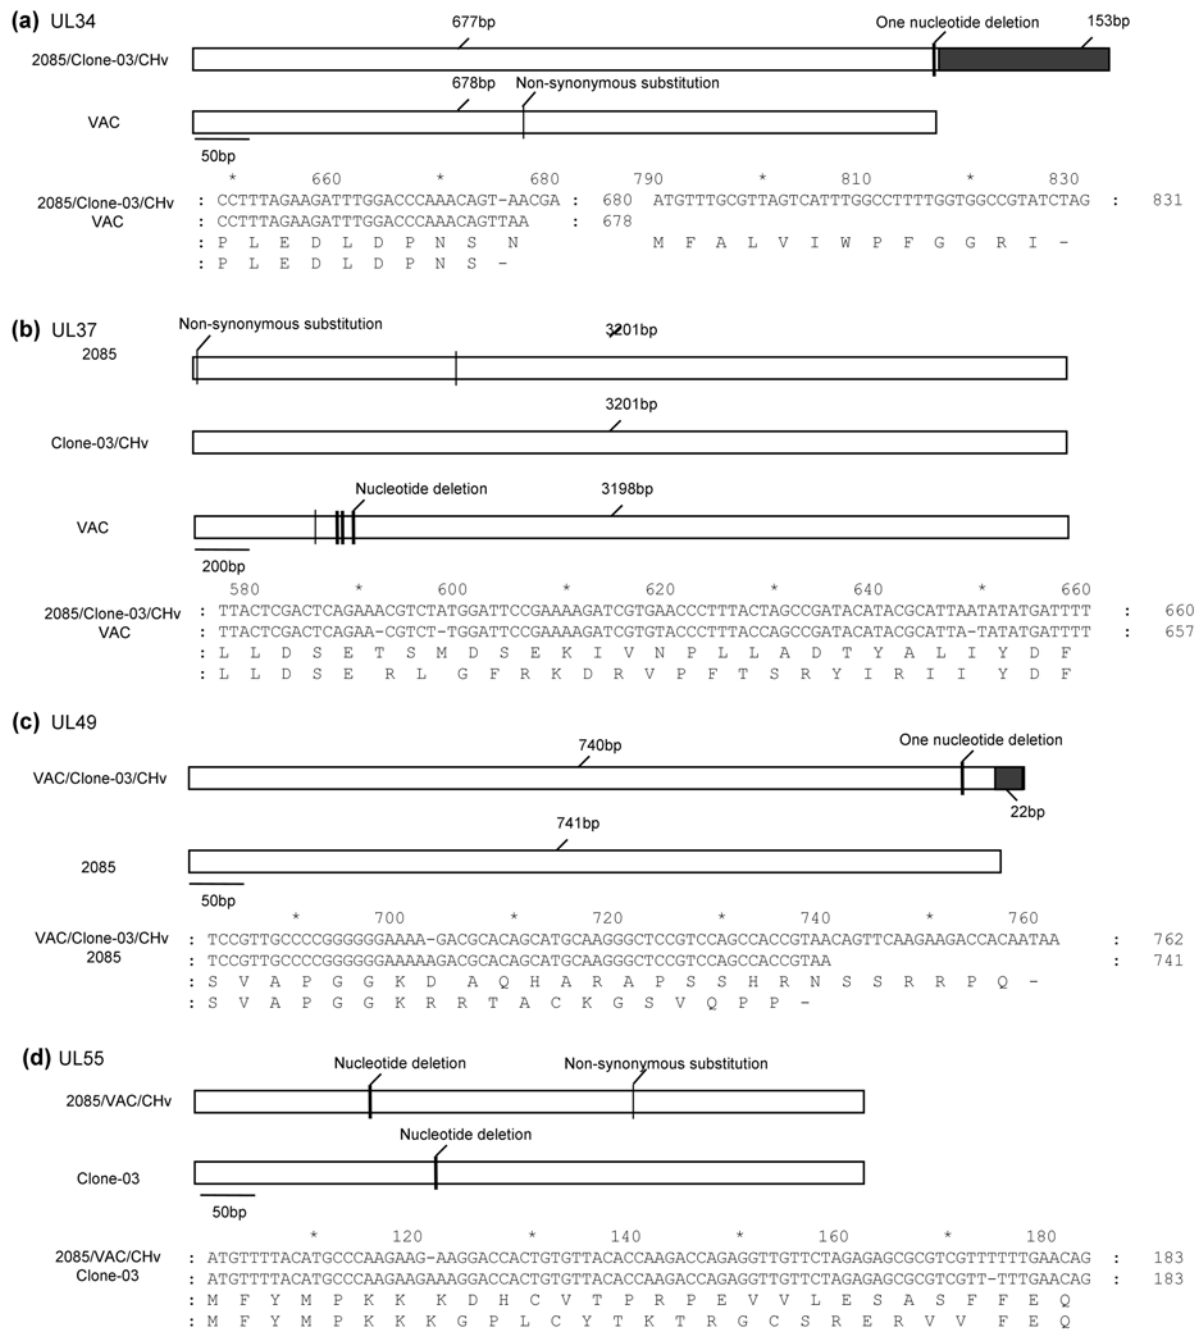 (a) UL34
677bp
One nucleotide deletion
153bp
2085/Clone-03/CHv
678bp
Non-synonymous substitution
VAC
50bp
* 660 * 680 790 * 810 * 830
2085/Clone-03/CHv : CCTTTAGAAGATTTGGACCCAAACAGT-AACGA : 680 ATGTTTGCGTTAGTCATTTGGCCTTTTGGTGGCCGTATCTAG : 831
VAC : CCTTTAGAAGATTTGGACCCAAACAGTTAA : 678
: P L E D L D P N S N M F A L V I W P F G G R I -
: P L E D L D P N S -
(b) UL37
Non-synonymous substitution
3201bp
2085
3201bp
Clone-03/CHv
Nucleotide deletion
3198bp
VAC
200bp
580 * 600 * 620 * 640 * 660
2085/Clone-03/CHv : TTACTCGACTCAGAAACGTCTATGGATTCCGAAAAGATCGTGAACCCTTTACTAGCCGATACATACGCATTAATATATGATTTT : 660
VAC : TTACTCGACTCAGAA-CGTCT-TGGATTCCGAAAAGATCGTGTACCCTTTACCAGCCGATACATACGCATTA-TATATGATTTT : 657
: L L D S E T S M D S E K I V N P L L A D T Y A L I Y D F
: L L D S E R L G F R K D R V P F T S R Y I R I I Y D F
(c) UL49
740bp
One nucleotide deletion
VAC/Clone-03/CHv
22bp
741bp
2085
50bp
* 700 * 720 * 740 * 760
VAC/Clone-03/CHv : TCCGTTGCCCCGGGGGGAAAA-GACGCACAGCATGCAAGGGCTCCGTCCAGCCACCGTAACAGTTCAAGAAGACCACAATAA : 762
2085 : TCCGTTGCCCCGGGGGGAAAAAGACGCACAGCATGCAAGGGCTCCGTCCAGCCACCGTAA : 741
: S V A P G G K D A Q H A R A P S S H R N S S R R P Q -
: S V A P G G K R R T A C K G S V Q P P -
(d) UL55
Nucleotide deletion
Non-synonymous substitution
2085/VAC/CHv
Nucleotide deletion
Clone-03
50bp
* 120 * 140 * 160 * 180
2085/VAC/CHv : ATGTTTTACATGCCCAAGAAG-AAGGACCACTGTGTTACACCAAGACCAGAGGTTGTTCTAGAGAGCGCGTCGTTTTTTGAACAG : 183
Clone-03 : ATGTTTTACATGCCCAAGAAGAAAGGACCACTGTGTTACACCAAGACCAGAGGTTGTTCTAGAGAGCGCGTCGTT-TTTGAACAG : 183
: M F Y M P K K K D H C V T P R P E V V L E S A S F F E Q
: M F Y M P K K K G P L C Y T K T R G C S R E R V V F E Q